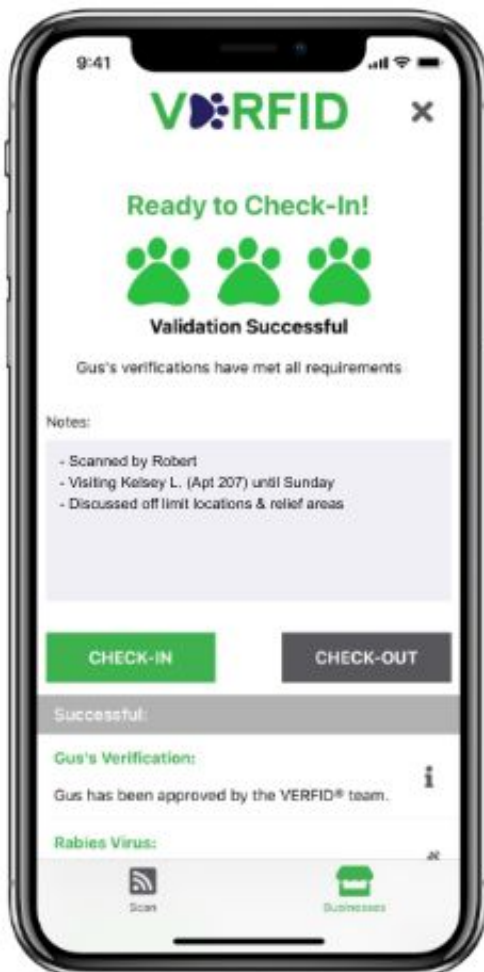 9:41
VERFID
Ready to Check-In!
Validation Successful
Gus's verifications have met all requirements
Notes:
- Scanned by Robert
- Visiting Kelsey L. (Apt 207) until Sunday
- Discussed off limit locations & relief areas
CHECK-IN
CHECK-OUT
Successful:
Gus's Verification:
Gus has been approved by the VERFID® team.
Rabies Virus:
Scan
Businesses